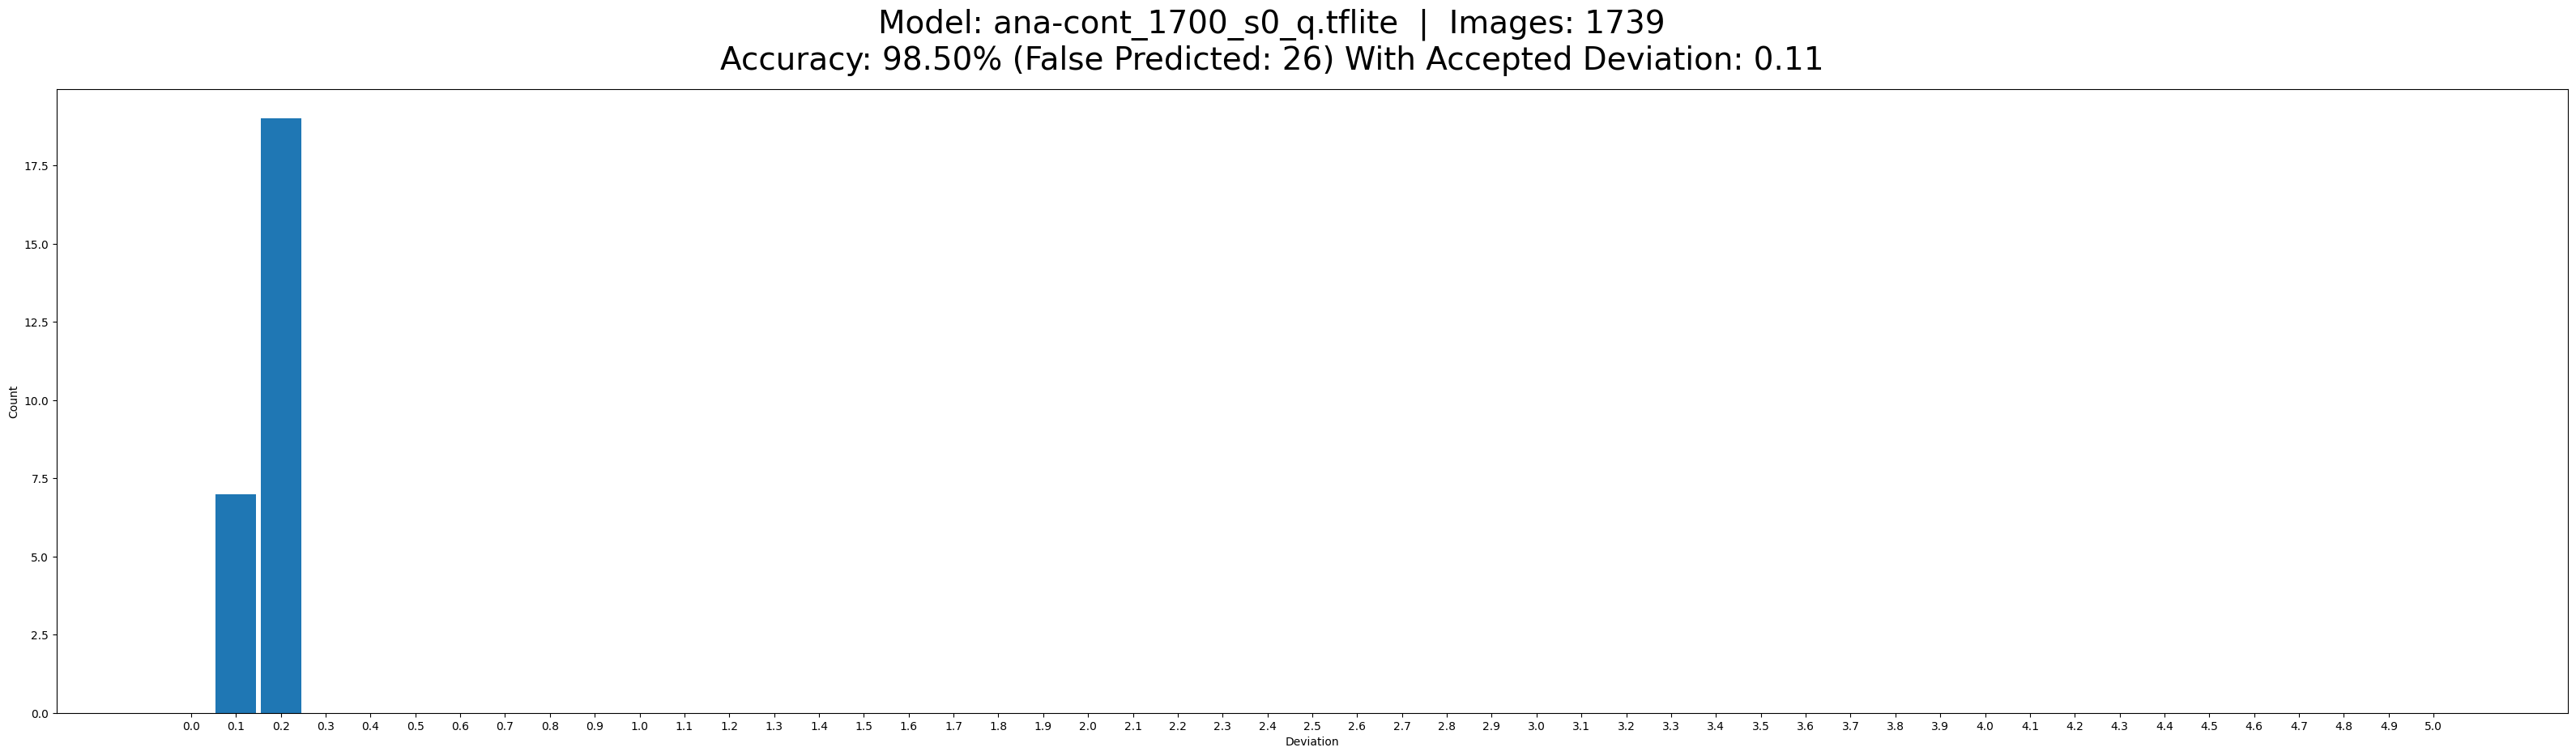 Model: ana-cont_1700_s0_q.tflite | Images: 1739
Accuracy: 98.50% (False Predicted: 26) With Accepted Deviation: 0.11
17.5
15.0
12.5
10.0
7.5
5.0
2.5
0.0
Count
0.0 0.1 0.2 0.3 0.4 0.5 0.6 0.7 0.8 0.9 1.0 1.1 1.2 1.3 1.4 1.5 1.6 1.7 1.8 1.9 2.0 2.1 2.2 2.3 2.4 2.5 2.6 2.7 2.8 2.9 3.0 3.1 3.2 3.3 3.4 3.5 3.6 3.7 3.8 3.9 4.0 4.1 4.2 4.3 4.4 4.5 4.6 4.7 4.8 4.9 5.0
Deviation